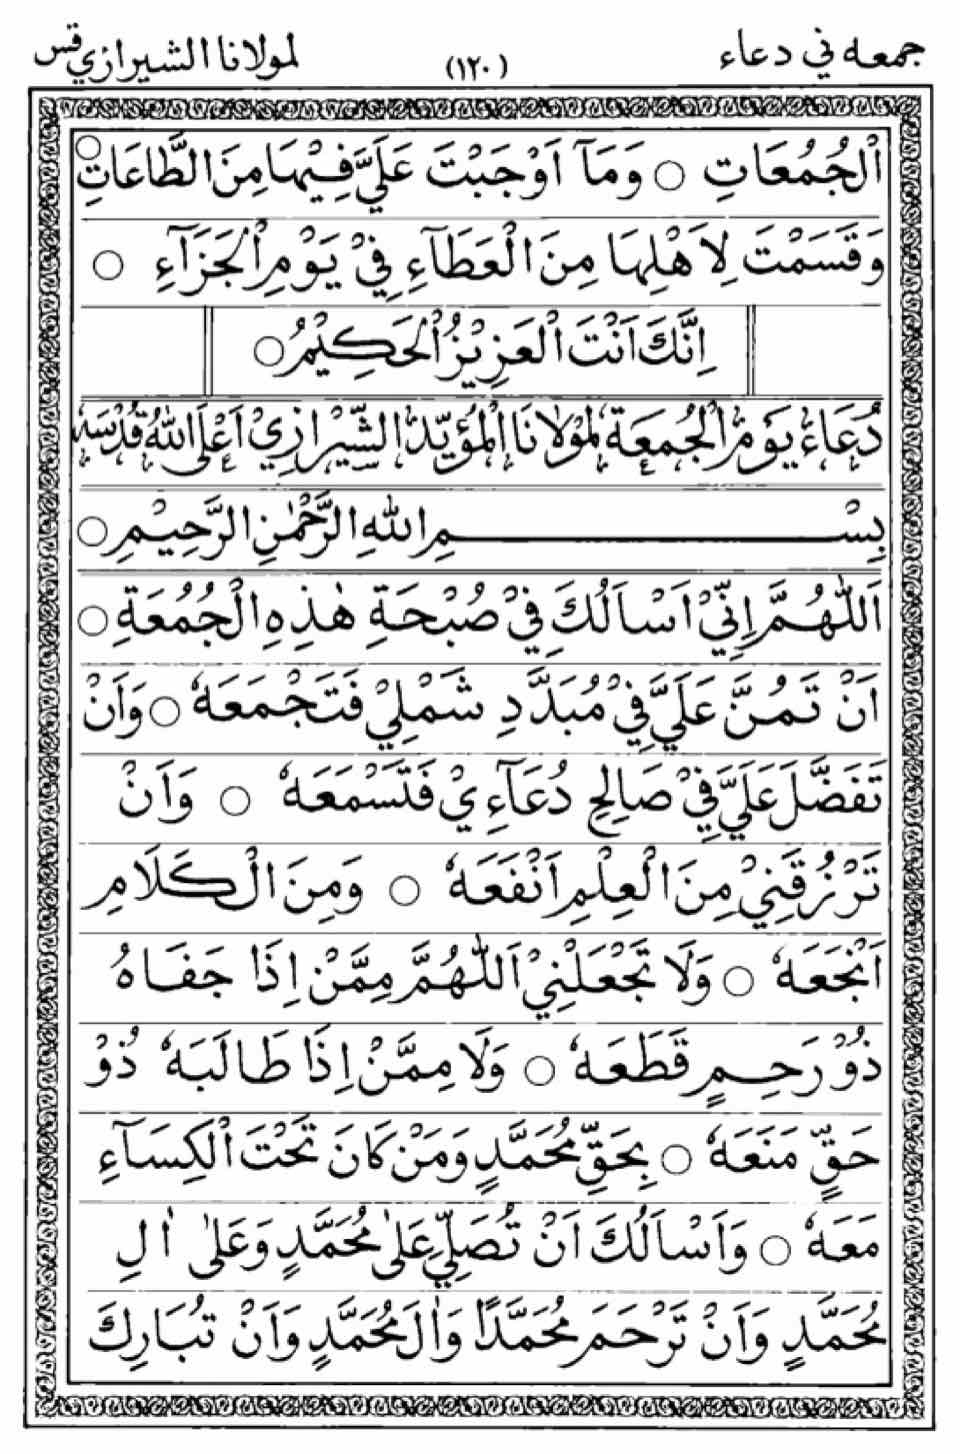 جمعه ني دعاء (١٢٠) لمولانا الشيرازي قس
الْجُمُعَاتِ ○ وَمَآ اَوْجَبْتَ عَلَيَّ فِيْهَا مِنَ الطَّاعَاتِ ○
وَقَسَمْتَ لِاَهْلِهَا مِنَ الْعَطَآءِ فِيْ يَوْمِ الْجَزَآءِ ○
اِنَّكَ اَنْتَ الْعَزِيْزُ الْحَكِيْمُ ○
دُعَاءُ يَوْمِ الْجُمُعَةِ لِمَوْلَانَا الْمُؤَيَّدِ الشِّيْرَازِيْ اَعْلَى اللهُ قُدْسَهُ
بِسْمِ اللهِ الرَّحْمٰنِ الرَّحِيْمِ ○
اَللّٰهُمَّ اِنِّيْ اَسْاَلُكَ فِيْ صُبْحَةِ هٰذِهِ الْجُمُعَةِ ○
اَنْ تَمُنَّ عَلَيَّ فِيْ مُبَدَّدِ شَمْلِيْ فَتَجْمَعَهٗ ○ وَاَنْ
تَفَضَّلَ عَلَيَّ فِيْ صَالِحِ دُعَآءِيْ فَتَسْمَعَهٗ ○ وَاَنْ
تَرْزُقَنِيْ مِنَ الْعِلْمِ اَنْفَعَهٗ ○ وَمِنَ الْكَلَامِ
اَنْجَعَهٗ ○ وَلَا تَجْعَلْنِيْ اَللّٰهُمَّ مِمَّنْ اِذَا جَفَاهُ
ذُوْ رَحِمٍ قَطَعَهٗ ○ وَلَا مِمَّنْ اِذَا طَالَبَهٗ ذُوْ
حَقٍّ مَنَعَهٗ ○ بِحَقِّ مُحَمَّدٍ وَمَنْ كَانَ تَحْتَ الْكِسَآءِ
مَعَهٗ ○ وَاَسْاَلُكَ اَنْ تُصَلِّيَ عَلٰى مُحَمَّدٍ وَعَلٰى اٰلِ
مُحَمَّدٍ وَاَنْ تَرْحَمَ مُحَمَّدًا وَاٰلَ مُحَمَّدٍ وَاَنْ تُبَارِكَ